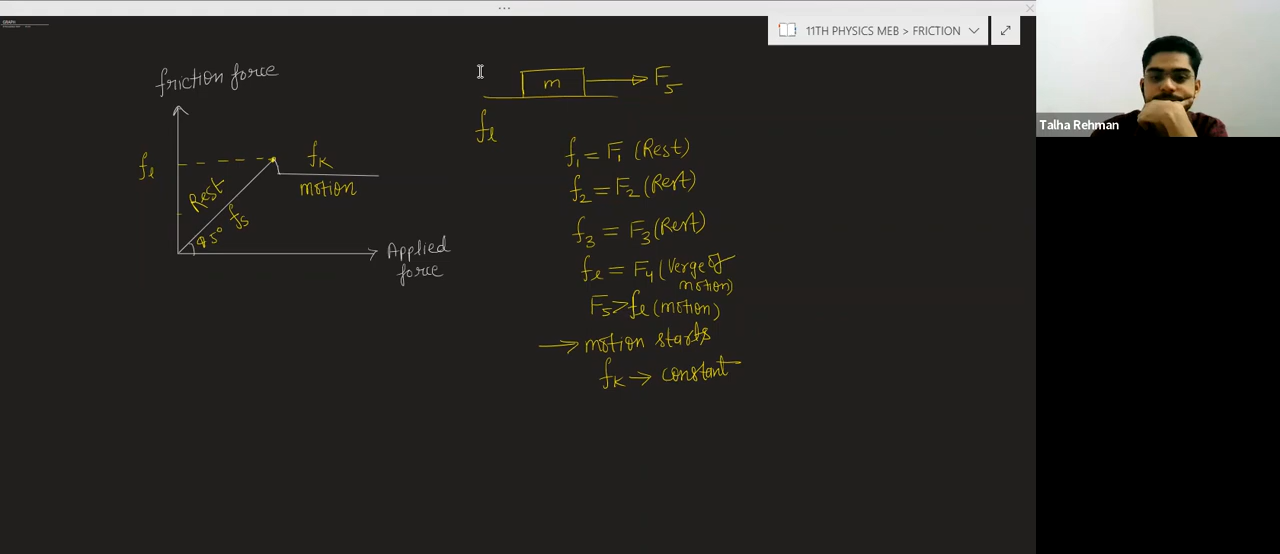 GRAPH
11TH PHYSICS MEB > FRICTION
Talha Rehman
friction force
fℓ
Rest
fs
45°
fK
motion
Applied
force
m
F5
fℓ
f1 = F1 (Rest)
f2 = F2 (Rest)
f3 = F3 (Rest)
fℓ = F4 (Verge of
motion)
F5 > fℓ (motion)
→ motion starts
fK → constant